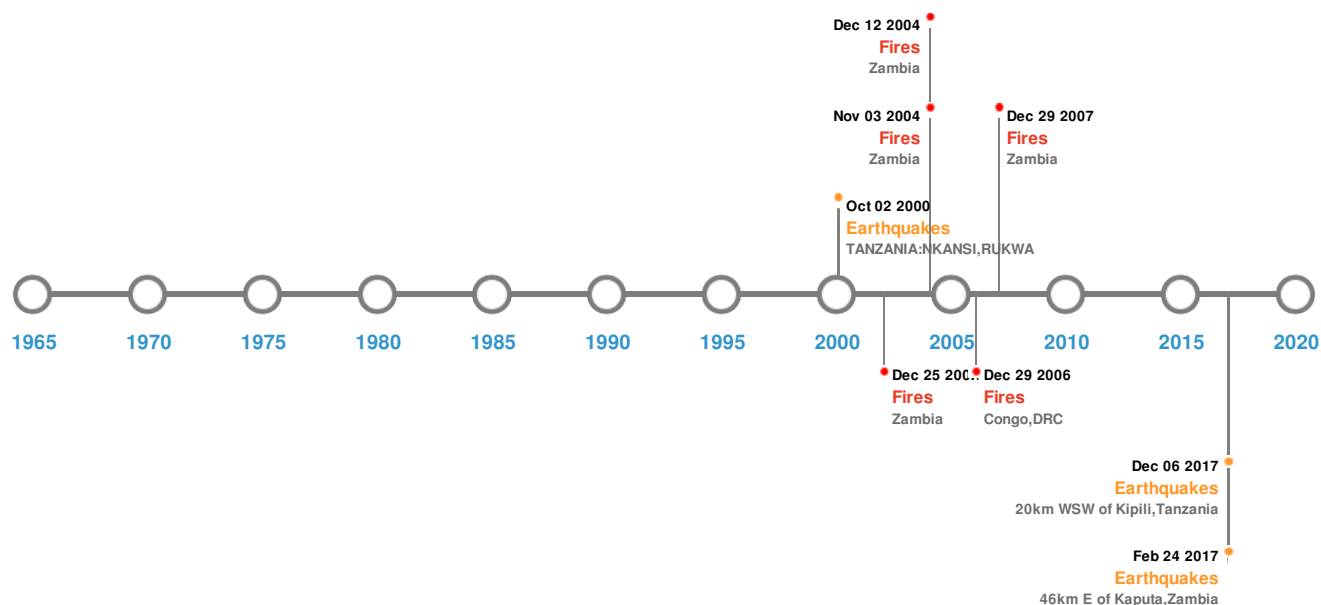 Dec 12 2004
Fires
Zambia
Nov 03 2004
Fires
Zambia
Dec 29 2007
Fires
Zambia
Oct 02 2000
Earthquakes
TANZANIA:NKANSI,RUKWA
1965 1970 1975 1980 1985 1990 1995 2000 2005 2010 2015 2020
Dec 25
Fires
Zambia
Dec 29 2006
Fires
Congo,DRC
Dec 06 2017
Earthquakes
20km WSW of Kipili,Tanzania
Feb 24 2017
Earthquakes
46km E of Kaputa,Zambia